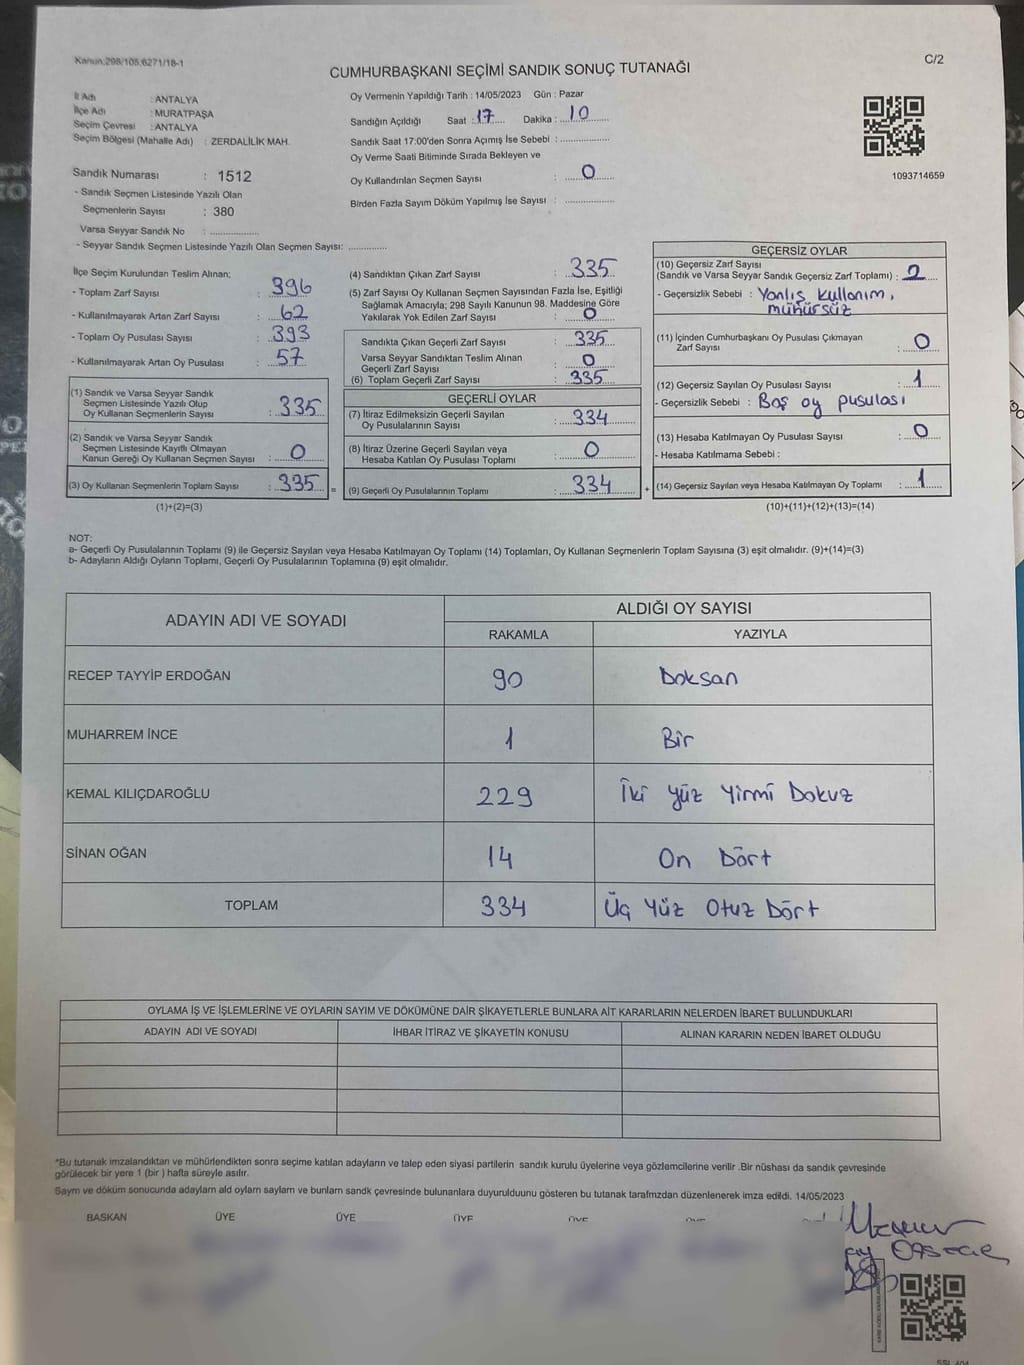 Kanun,298/105,6271/18-1
C/2
CUMHURBAŞKANI SEÇİMİ SANDIK SONUÇ TUTANAĞI
İl Adı : ANTALYA
İlçe Adı : MURATPAŞA
Seçim Çevresi : ANTALYA
Seçim Bölgesi (Mahalle Adı) : ZERDALİLİK MAH.
Sandık Numarası : 1512
- Sandık Seçmen Listesinde Yazılı Olan
Seçmenlerin Sayısı : 380
Varsa Seyyar Sandık No :
- Seyyar Sandık Seçmen Listesinde Yazılı Olan Seçmen Sayısı:
Oy Vermenin Yapıldığı Tarih : 14/05/2023 Gün : Pazar
Sandığın Açıldığı Saat : 17 Dakika : 10
Sandık Saat 17:00'den Sonra Açımış İse Sebebi :
Oy Verme Saati Bitiminde Sırada Bekleyen ve
Oy Kullandırılan Seçmen Sayısı : 0
Birden Fazla Sayım Döküm Yapılmış İse Sayısı :
1093714659
İlçe Seçim Kurulundan Teslim Alınan;
- Toplam Zarf Sayısı : 396
- Kullanılmayarak Artan Zarf Sayısı : 62
- Toplam Oy Pusulası Sayısı : 393
- Kullanılmayarak Artan Oy Pusulası : 57
(1) Sandık ve Varsa Seyyar Sandık
Seçmen Listesinde Yazılı Olup
Oy Kullanan Seçmenlerin Sayısı : 335
(2) Sandık ve Varsa Seyyar Sandık
Seçmen Listesinde Kayıtlı Olmayan
Kanun Gereği Oy Kullanan Seçmen Sayısı : 0
(3) Oy Kullanan Seçmenlerin Toplam Sayısı : 335 =
(1)+(2)=(3)
(4) Sandıktan Çıkan Zarf Sayısı : 335
(5) Zarf Sayısı Oy Kullanan Seçmen Sayısından Fazla İse, Eşitliği
Sağlamak Amacıyla; 298 Sayılı Kanunun 98. Maddesine Göre
Yakılarak Yok Edilen Zarf Sayısı : 0
Sandıkta Çıkan Geçerli Zarf Sayısı : 335
Varsa Seyyar Sandıktan Teslim Alınan
Geçerli Zarf Sayısı : 0
(6) Toplam Geçerli Zarf Sayısı : 335
GEÇERLİ OYLAR
(7) İtiraz Edilmeksizin Geçerli Sayılan
Oy Pusulalarının Sayısı : 334
(8) İtiraz Üzerine Geçerli Sayılan veya
Hesaba Katılan Oy Pusulası Toplamı : 0
(9) Geçerli Oy Pusulalarının Toplamı : 334 +
GEÇERSİZ OYLAR
(10) Geçersiz Zarf Sayısı
(Sandık ve Varsa Seyyar Sandık Geçersiz Zarf Toplamı) :
- Geçersizlik Sebebi : Yanlış kullanım,
mühürsüz
(11) İçinden Cumhurbaşkanı Oy Pusulası Çıkmayan
Zarf Sayısı : 0
(12) Geçersiz Sayılan Oy Pusulası Sayısı : 1
- Geçersizlik Sebebi : Boş oy pusulası
(13) Hesaba Katılmayan Oy Pusulası Sayısı : 0
- Hesaba Katılmama Sebebi :
(14) Geçersiz Sayılan veya Hesaba Katılmayan Oy Toplamı : 1
(10)+(11)+(12)+(13)=(14)
NOT:
a- Geçerli Oy Pusulalarının Toplamı (9) ile Geçersiz Sayılan veya Hesaba Katılmayan Oy Toplamı (14) Toplamları, Oy Kullanan Seçmenlerin Toplam Sayısına (3) eşit olmalıdır. (9)+(14)=(3)
b- Adayların Aldığı Oyların Toplamı, Geçerli Oy Pusulalarının Toplamına (9) eşit olmalıdır.
ADAYIN ADI VE SOYADI ALDIĞI OY SAYISI
RAKAMLA YAZIYLA
RECEP TAYYİP ERDOĞAN 90 Doksan
MUHARREM İNCE 1 Bir
KEMAL KILIÇDAROĞLU 229 İki yüz Yirmi Dokuz
SİNAN OĞAN 14 On Dört
TOPLAM 334 Üç Yüz Otuz Dört
OYLAMA İŞ VE İŞLEMLERİNE VE OYLARIN SAYIM VE DÖKÜMÜNE DAİR ŞİKAYETLERLE BUNLARA AİT KARARLARIN NELERDEN İBARET BULUNDUKLARI
ADAYIN ADI VE SOYADI İHBAR İTİRAZ VE ŞİKAYETİN KONUSU ALINAN KARARIN NEDEN İBARET OLDUĞU
*Bu tutanak imzalandıktan ve mühürlendikten sonra seçime katılan adayların ve talep eden siyasi partilerin sandık kurulu üyelerine veya gözlemcilerine verilir .Bir nüshası da sandık çevresinde
görülecek bir yere 1 (bir ) hafta süreyle asılır.
Sayım ve döküm sonucunda adayların ald oyların sayların ve bunların sandk çevresinde bulunanlara duyurulduunu gösteren bu tutanak tarafmzdan düzenlenerek imza edildi. 14/05/2023
BASKAN ÜYE ÜYE ÜYE ÜYE